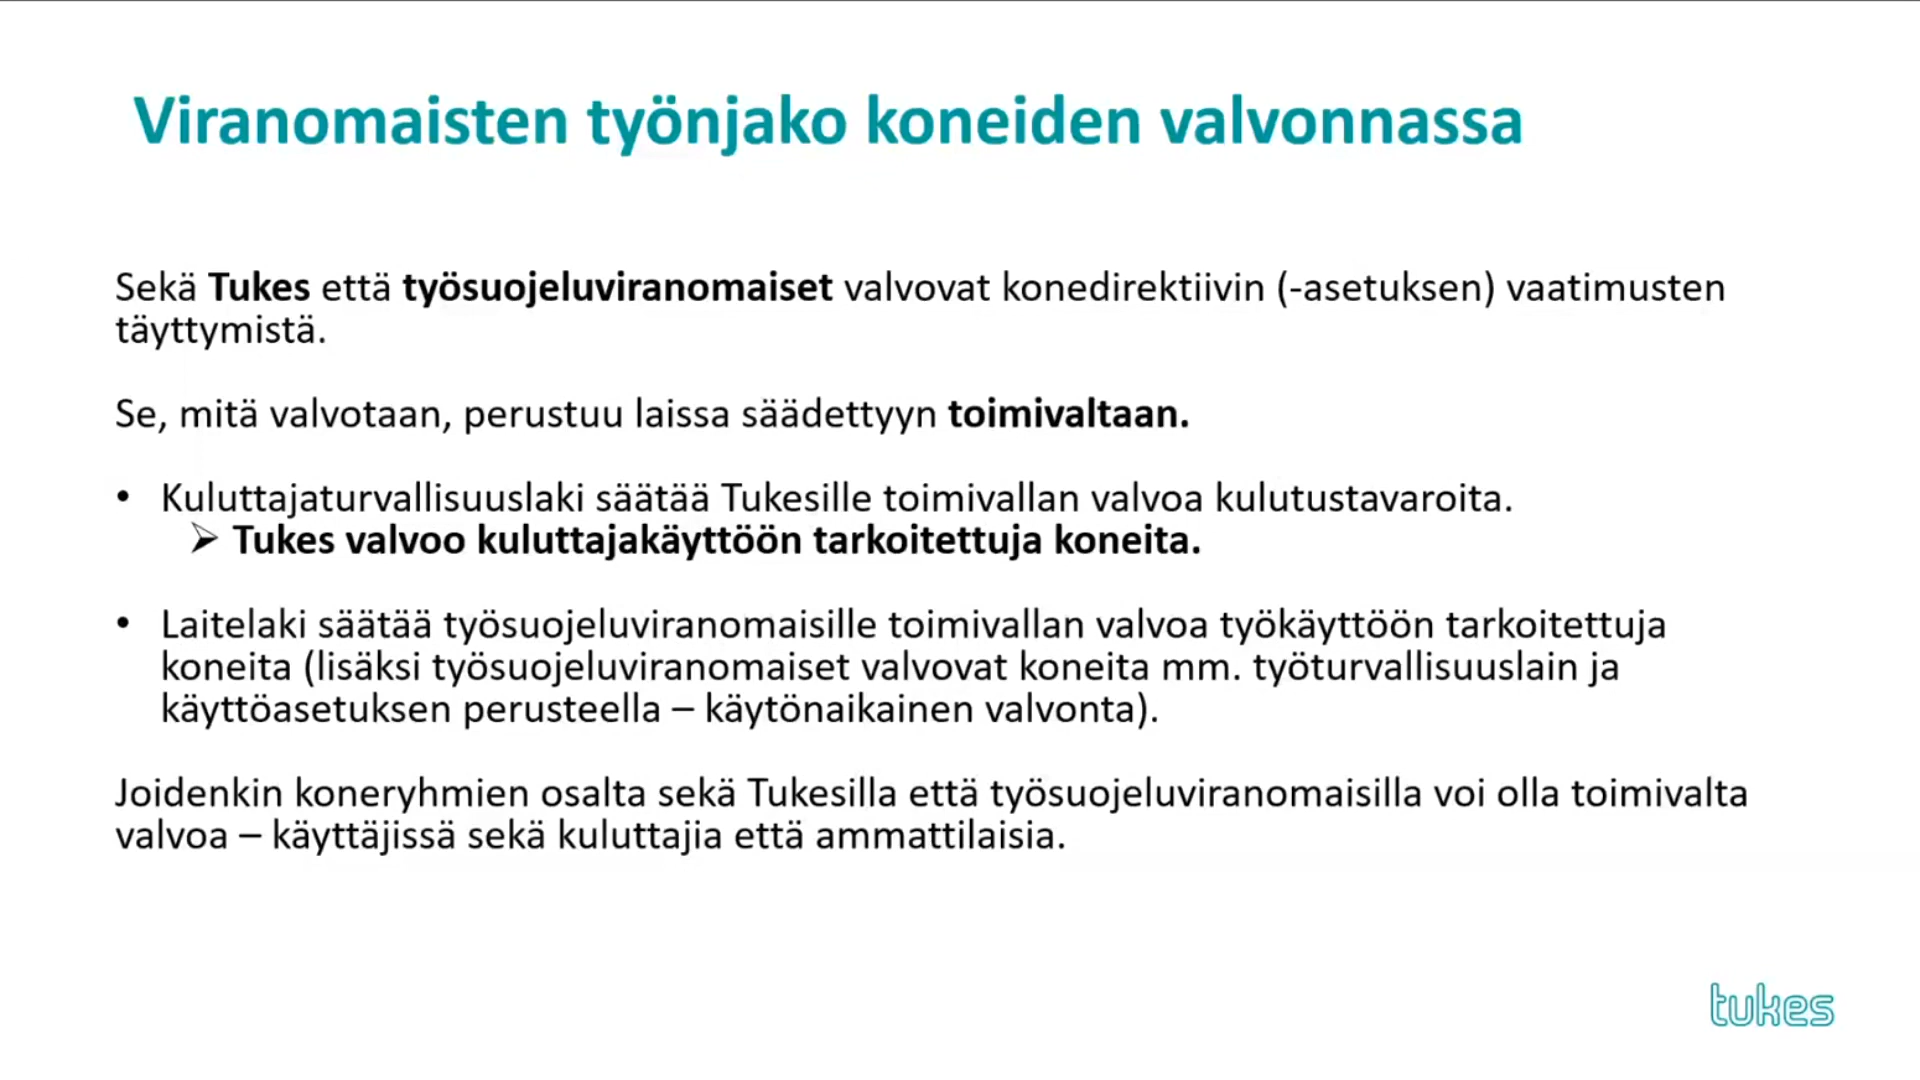 Viranomaisten työnjako koneiden valvonnassa
Sekä Tukes että työsuojeluviranomaiset valvovat konedirektiivin (-asetuksen) vaatimusten
täyttymistä.
Se, mitä valvotaan, perustuu laissa säädettyyn toimivaltaan.
• Kuluttajaturvallisuuslaki säätää Tukesille toimivallan valvoa kulutustavaroita.
➢ Tukes valvoo kuluttajakäyttöön tarkoitettuja koneita.
• Laitelaki säätää työsuojeluviranomaisille toimivallan valvoa työkäyttöön tarkoitettuja
koneita (lisäksi työsuojeluviranomaiset valvovat koneita mm. työturvallisuuslain ja
käyttöasetuksen perusteella – käytönaikainen valvonta).
Joidenkin koneryhmien osalta sekä Tukesilla että työsuojeluviranomaisilla voi olla toimivalta
valvoa – käyttäjissä sekä kuluttajia että ammattilaisia.
tukes